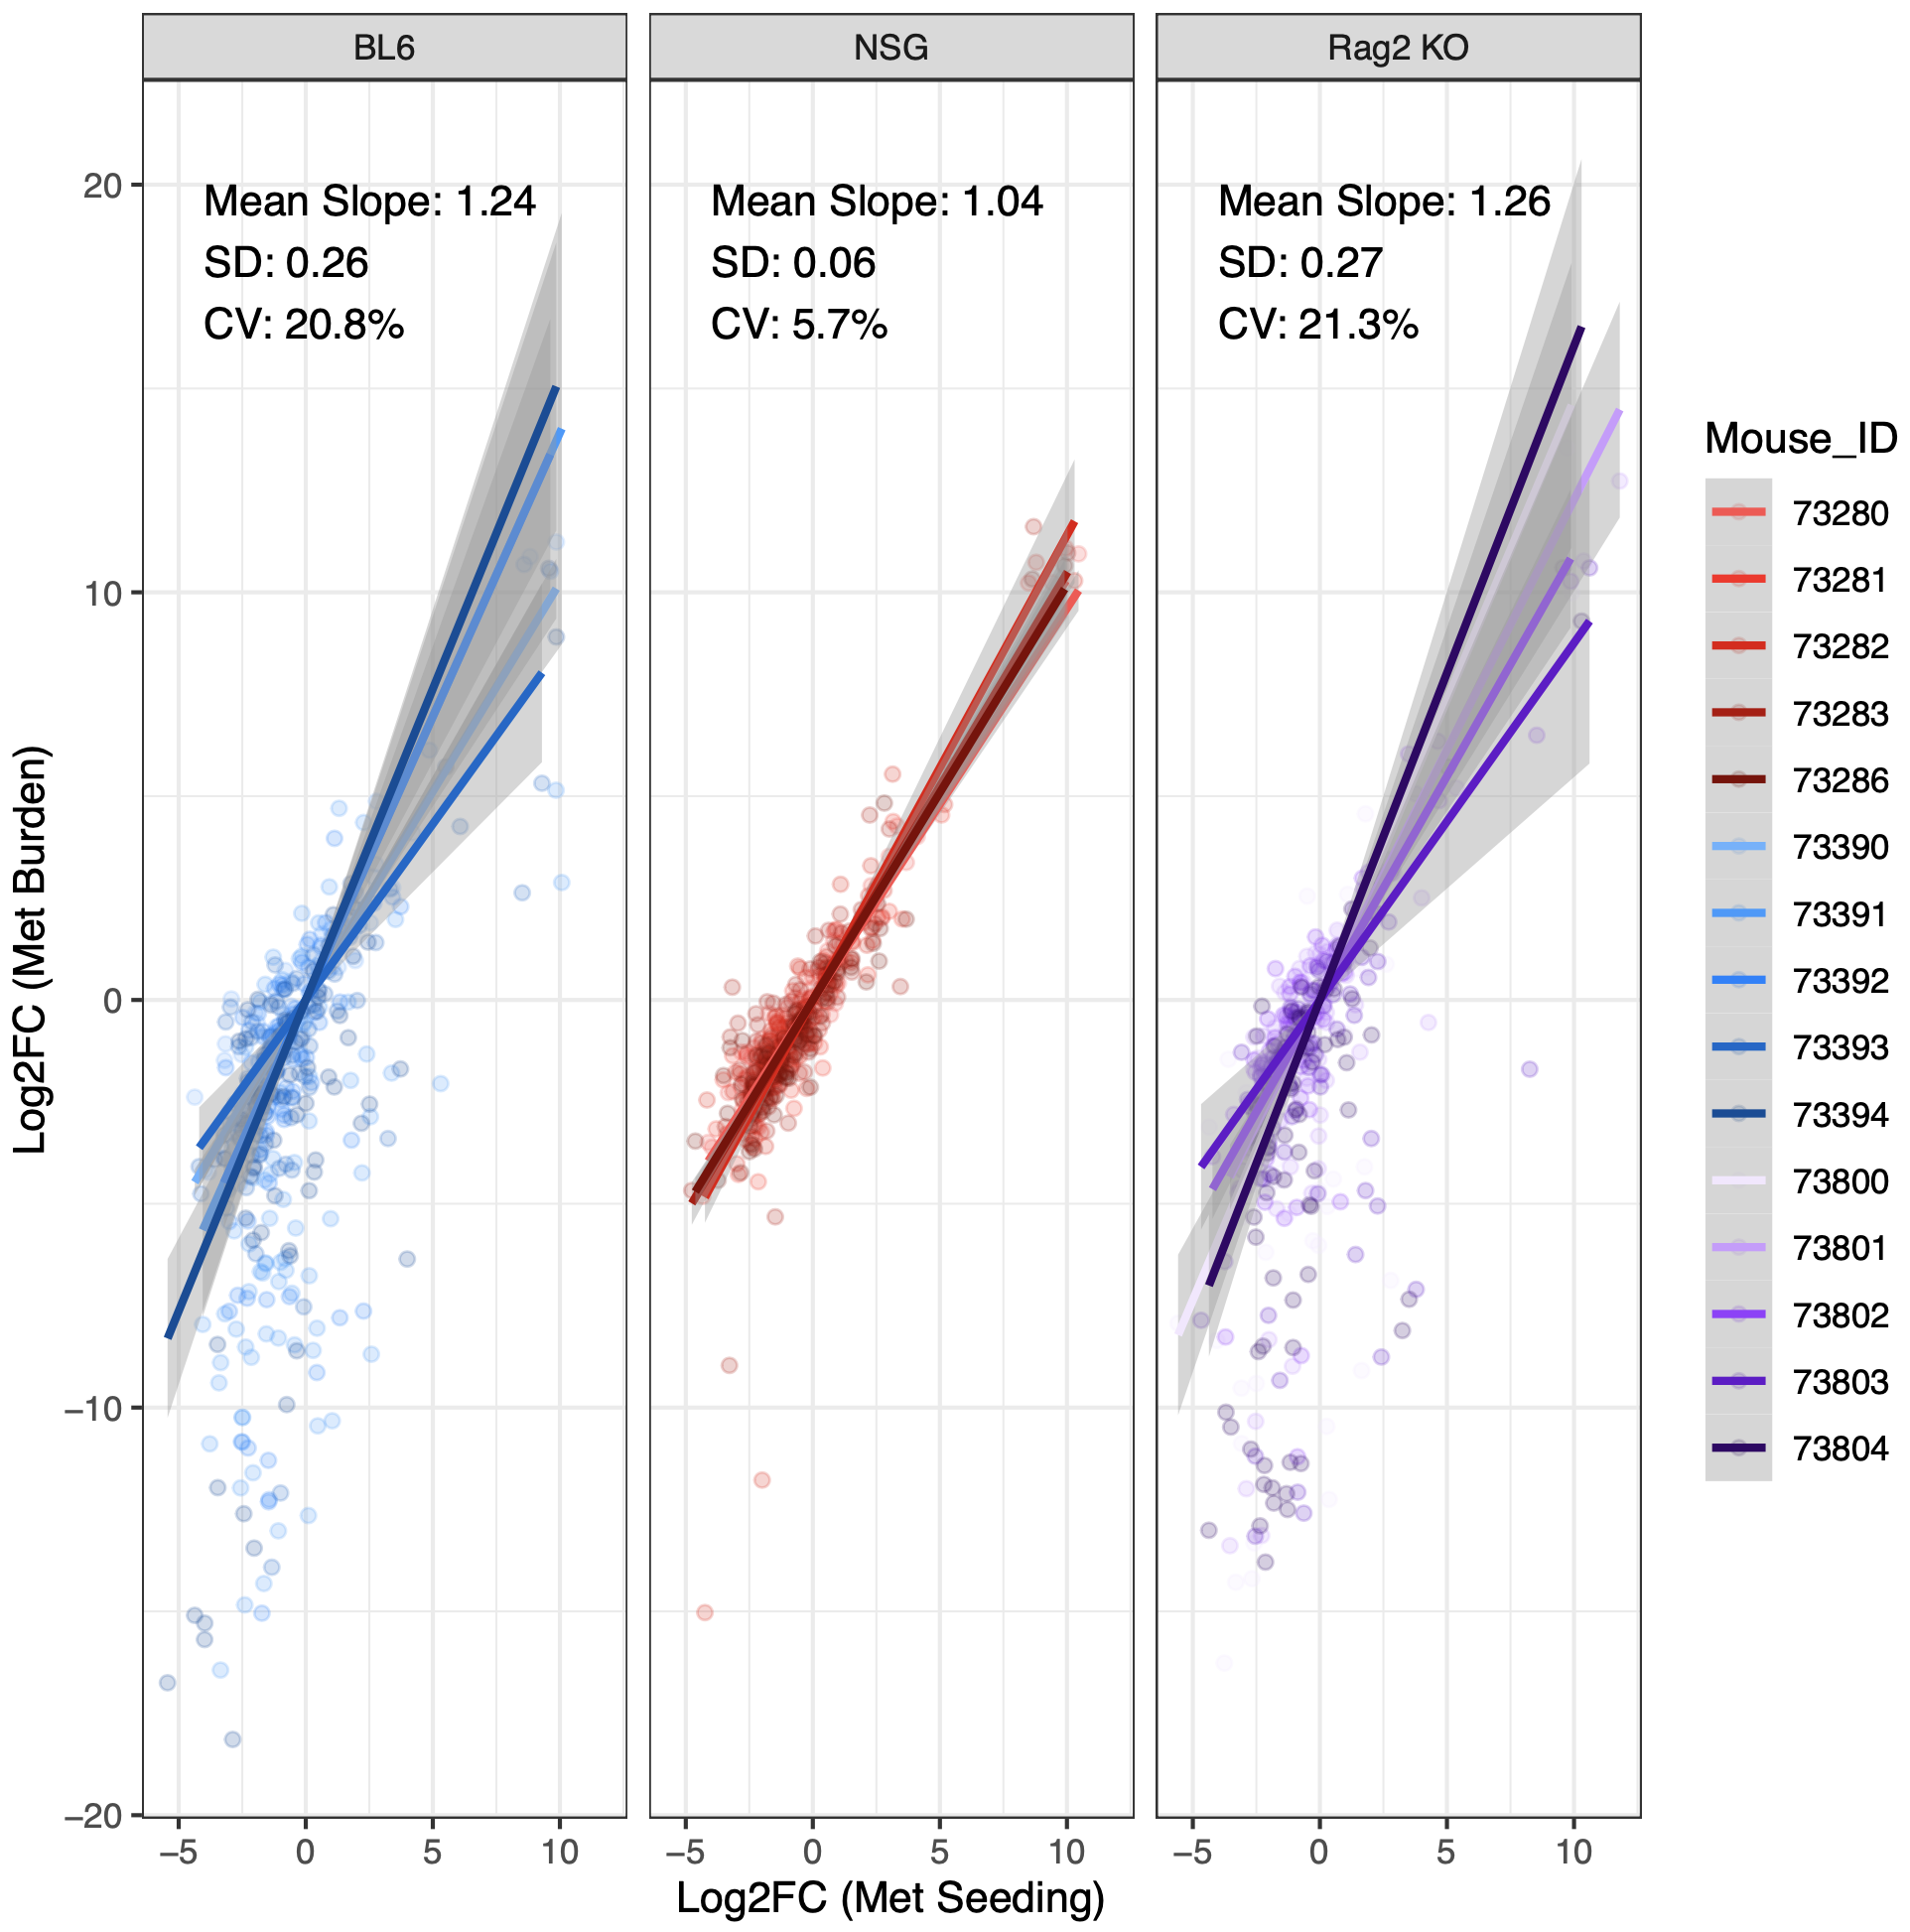 BL6
NSG
Rag2 KO
Mean Slope: 1.24
SD: 0.26
CV: 20.8%
Mean Slope: 1.04
SD: 0.06
CV: 5.7%
Mean Slope: 1.26
SD: 0.27
CV: 21.3%
20
10
0
−10
−20
Log2FC (Met Burden)
−5 0 5 10
−5 0 5 10
−5 0 5 10
Log2FC (Met Seeding)
Mouse_ID
73280
73281
73282
73283
73286
73390
73391
73392
73393
73394
73800
73801
73802
73803
73804